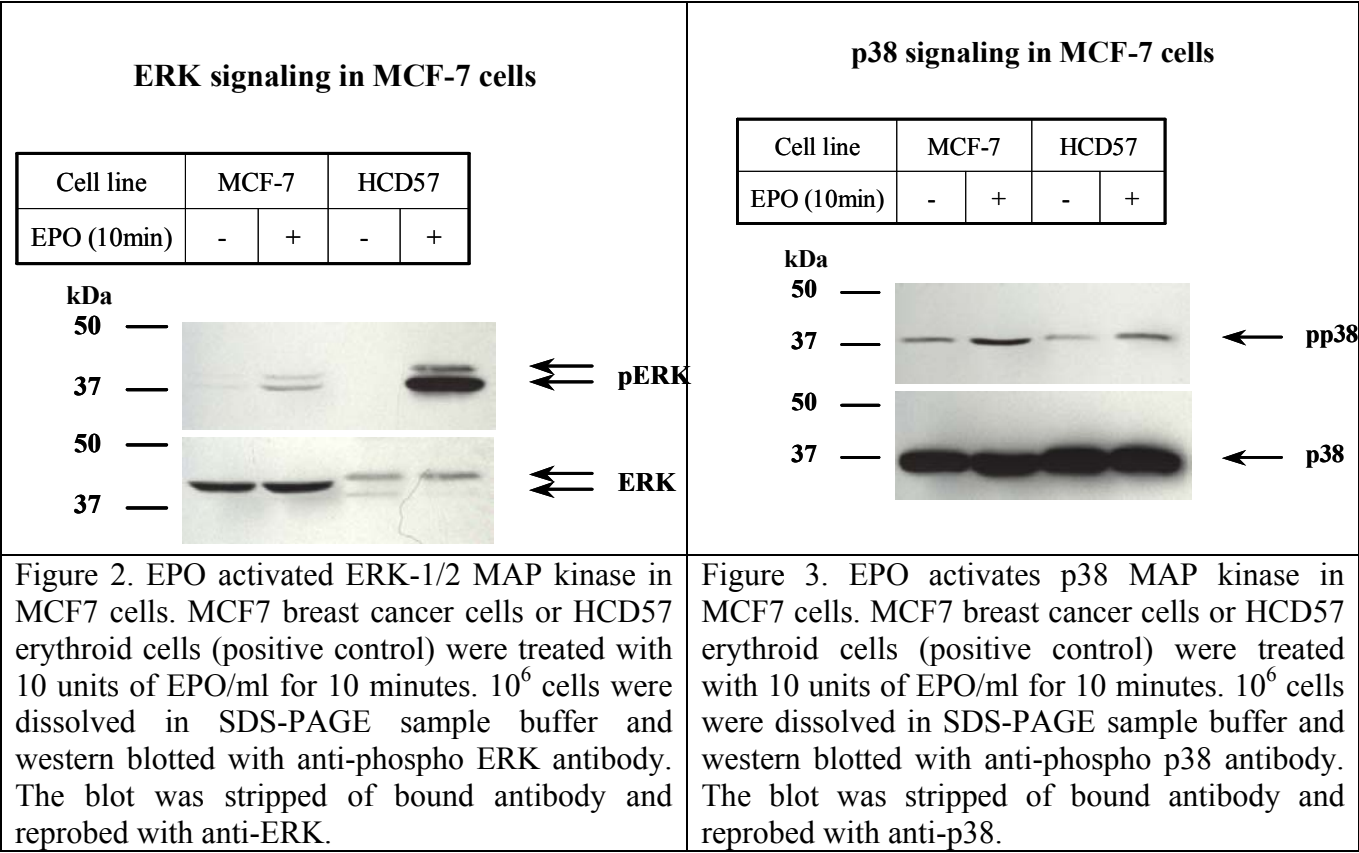 ERK signaling in MCF-7 cells
Cell line MCF-7 HCD57
EPO (10min) - + - +
kDa
50
37
pERK
50
37
ERK
p38 signaling in MCF-7 cells
Cell line MCF-7 HCD57
EPO (10min) - + - +
kDa
50
37
pp38
50
37
p38
Figure 2. EPO activated ERK-1/2 MAP kinase in
MCF7 cells. MCF7 breast cancer cells or HCD57
erythroid cells (positive control) were treated with
10 units of EPO/ml for 10 minutes. 10⁶ cells were
dissolved in SDS-PAGE sample buffer and
western blotted with anti-phospho ERK antibody.
The blot was stripped of bound antibody and
reprobed with anti-ERK.
Figure 3. EPO activates p38 MAP kinase in
MCF7 cells. MCF7 breast cancer cells or HCD57
erythroid cells (positive control) were treated
with 10 units of EPO/ml for 10 minutes. 10⁶ cells
were dissolved in SDS-PAGE sample buffer and
western blotted with anti-phospho p38 antibody.
The blot was stripped of bound antibody and
reprobed with anti-p38.